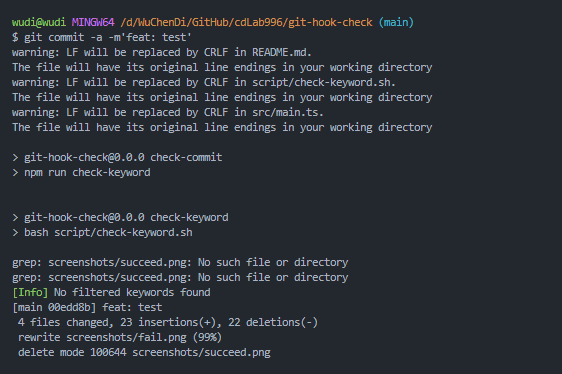 wudi@wudi MINGW64 /d/WuChenDi/GitHub/cdLab996/git-hook-check (main)
$ git commit -a -m'feat: test'
warning: LF will be replaced by CRLF in README.md.
The file will have its original line endings in your working directory
warning: LF will be replaced by CRLF in script/check-keyword.sh.
The file will have its original line endings in your working directory
warning: LF will be replaced by CRLF in src/main.ts.
The file will have its original line endings in your working directory
> git-hook-check@0.0.0 check-commit
> npm run check-keyword
> git-hook-check@0.0.0 check-keyword
> bash script/check-keyword.sh
grep: screenshots/succeed.png: No such file or directory
grep: screenshots/succeed.png: No such file or directory
[Info] No filtered keywords found
[main 00edd8b] feat: test
4 files changed, 23 insertions(+), 22 deletions(-)
rewrite screenshots/fail.png (99%)
delete mode 100644 screenshots/succeed.png